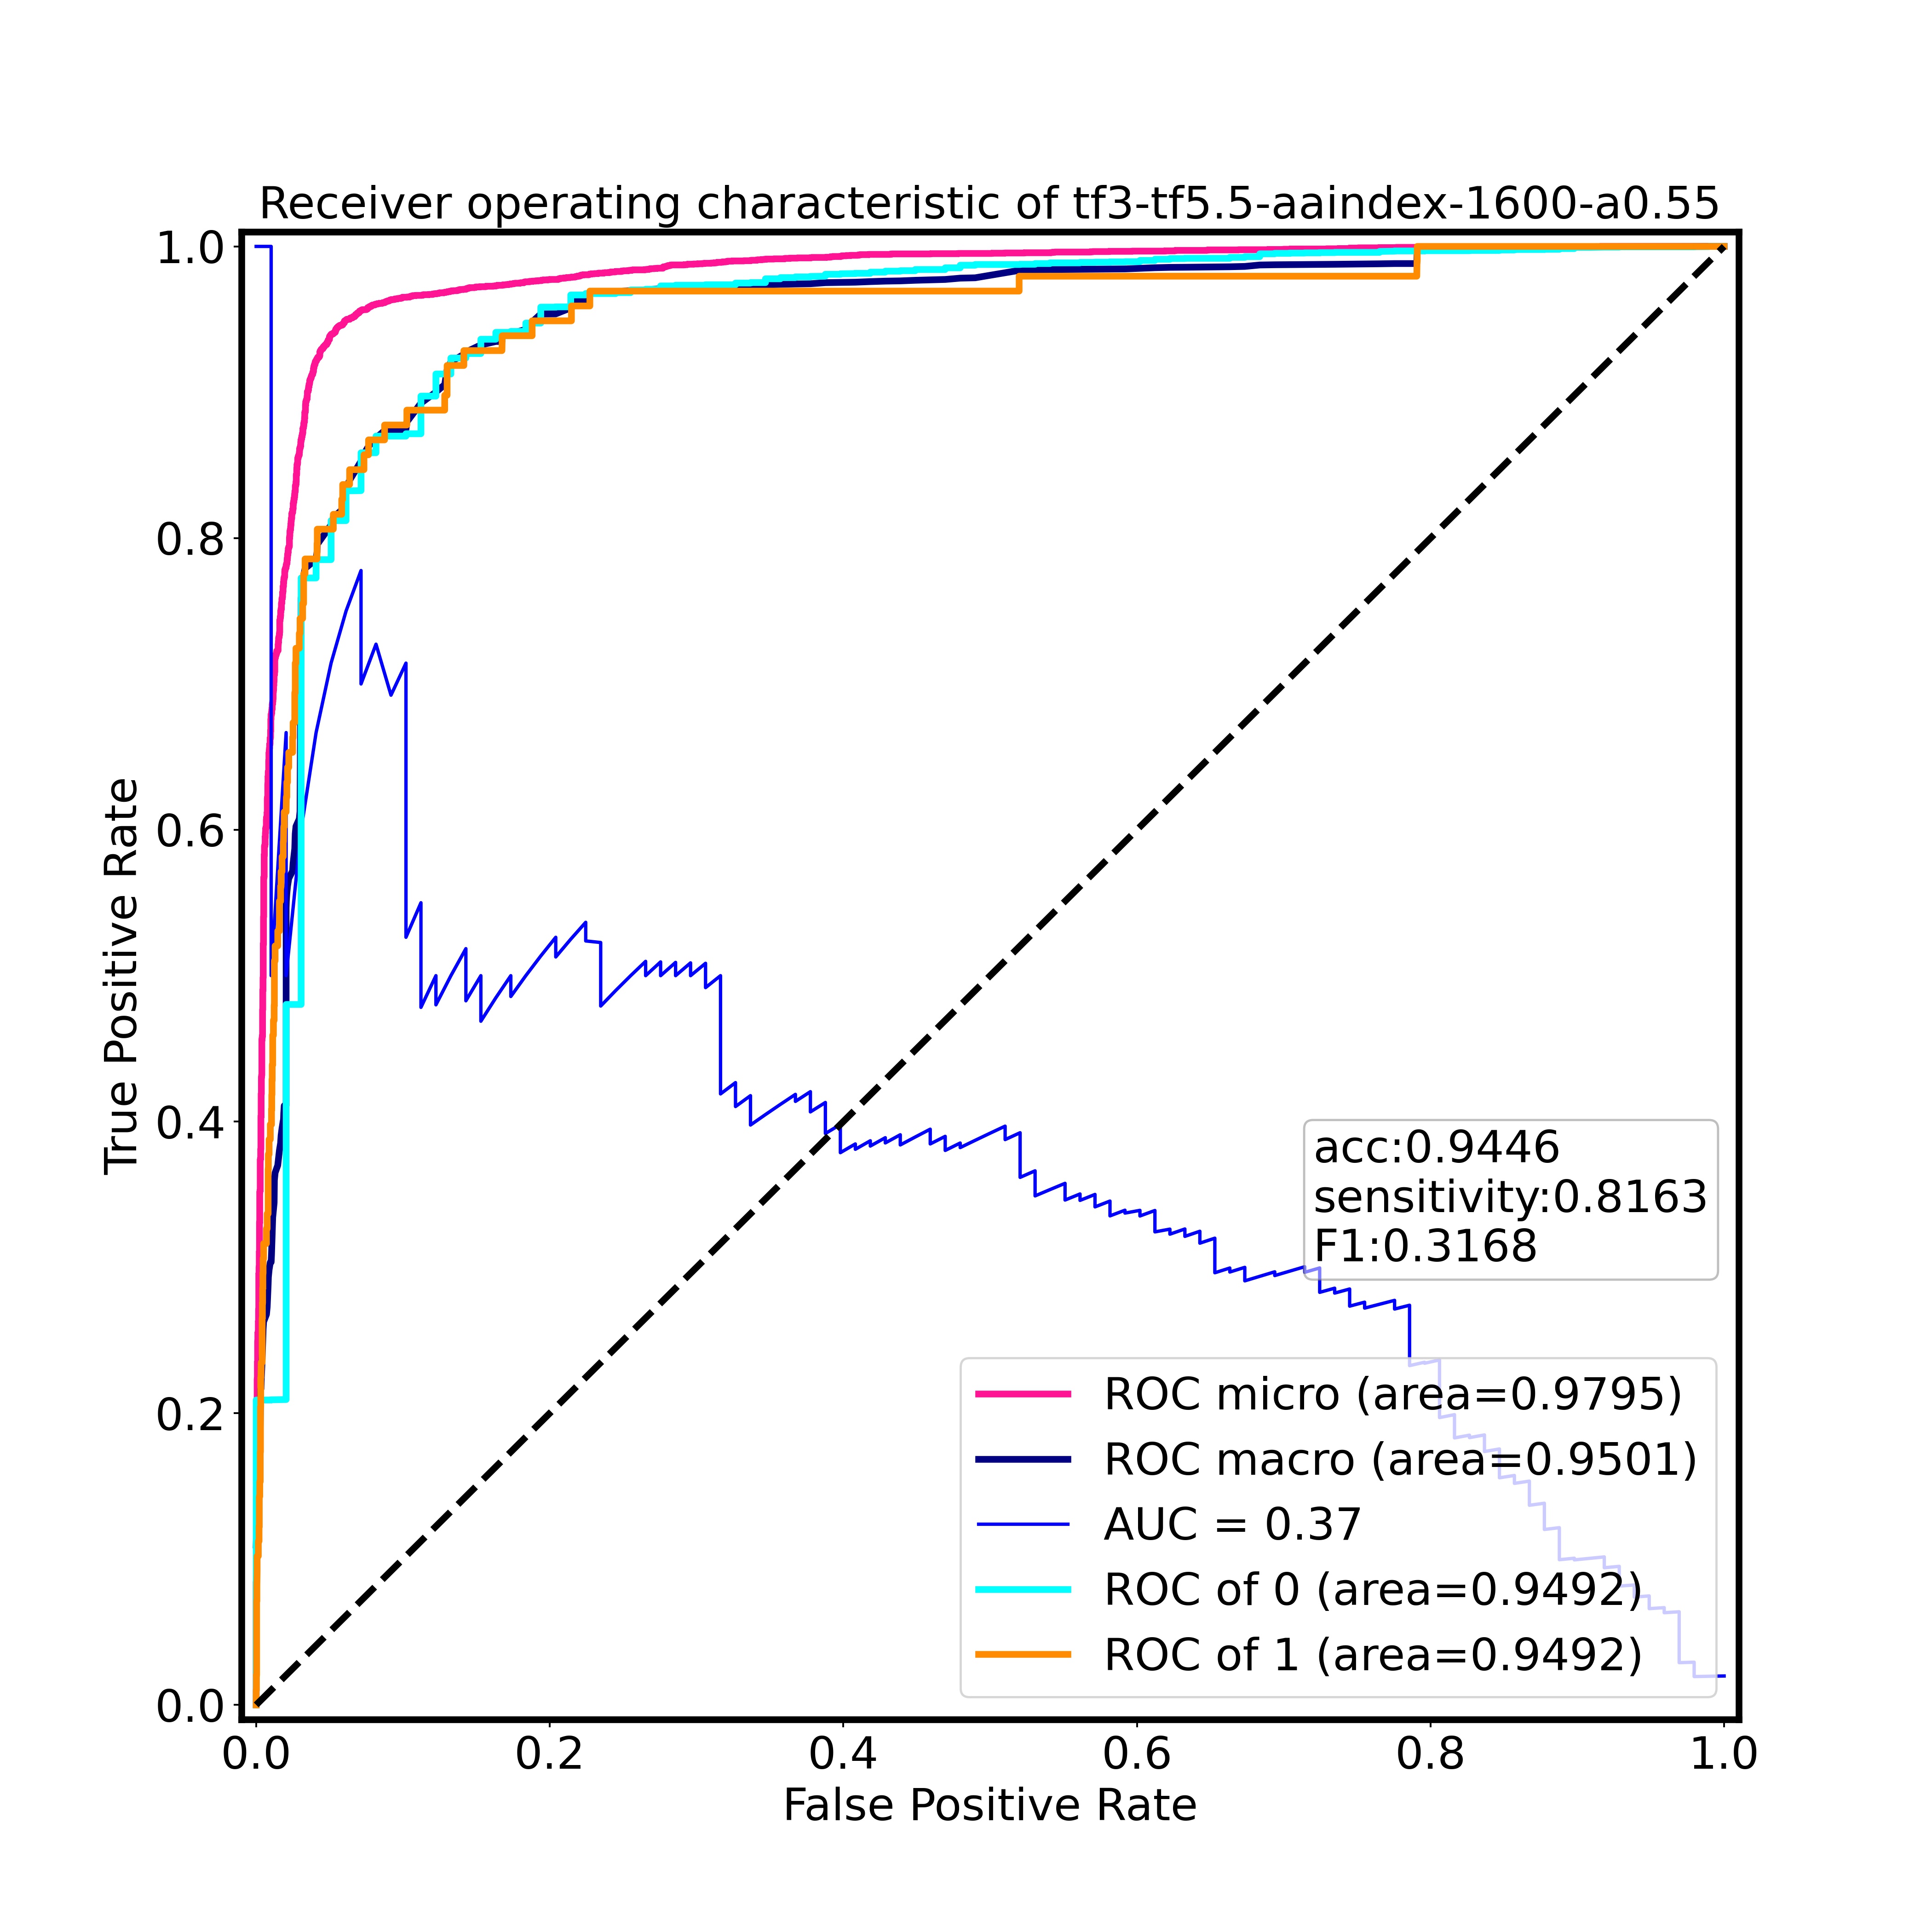 Receiver operating characteristic of tf3-tf5.5-aaindex-1600-a0.55
1.0
0.8
0.6
0.4
0.2
0.0
True Positive Rate
acc:0.9446
sensitivity:0.8163
F1:0.3168
ROC micro (area=0.9795)
ROC macro (area=0.9501)
AUC = 0.37
ROC of 0 (area=0.9492)
ROC of 1 (area=0.9492)
0.0 0.2 0.4 0.6 0.8 1.0
False Positive Rate